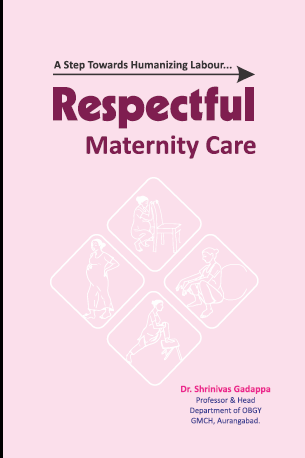 A Step Towards Humanizing Labour...
Respectful
Maternity Care
Dr. Shrinivas Gadappa
Professor & Head
Department of OBGY
GMCH, Aurangabad.